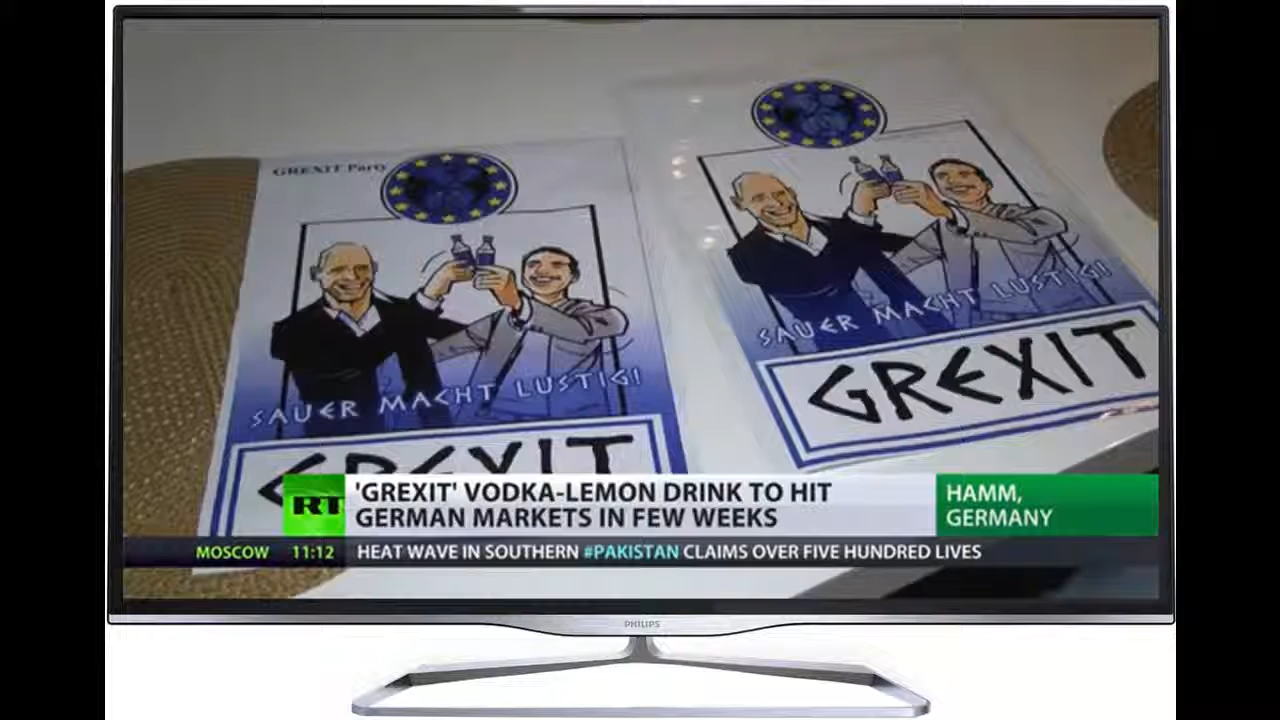 GREXIT Party
SAUER MACHT LUSTIG!
GREXIT
SAUER MACHT LUSTIG!
GREXIT
RT
'GREXIT' VODKA-LEMON DRINK TO HIT
GERMAN MARKETS IN FEW WEEKS
HAMM,
GERMANY
MOSCOW 11:12 HEAT WAVE IN SOUTHERN #PAKISTAN CLAIMS OVER FIVE HUNDRED LIVES
PHILIPS